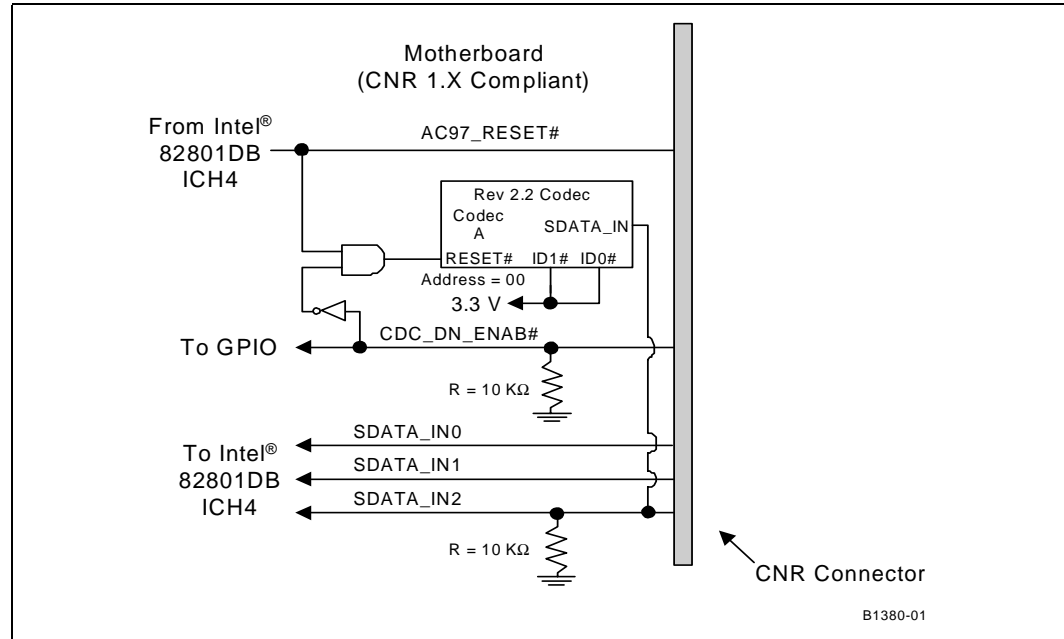 Motherboard
(CNR 1.X Compliant)
From Intel®
82801DB
ICH4
AC97_RESET#
Rev 2.2 Codec
Codec
A
SDATA_IN
RESET# ID1# ID0#
Address = 00
3.3 V
To GPIO
CDC_DN_ENAB#
R = 10 KΩ
To Intel®
82801DB
ICH4
SDATA_IN0
SDATA_IN1
SDATA_IN2
R = 10 KΩ
CNR Connector
B1380-01